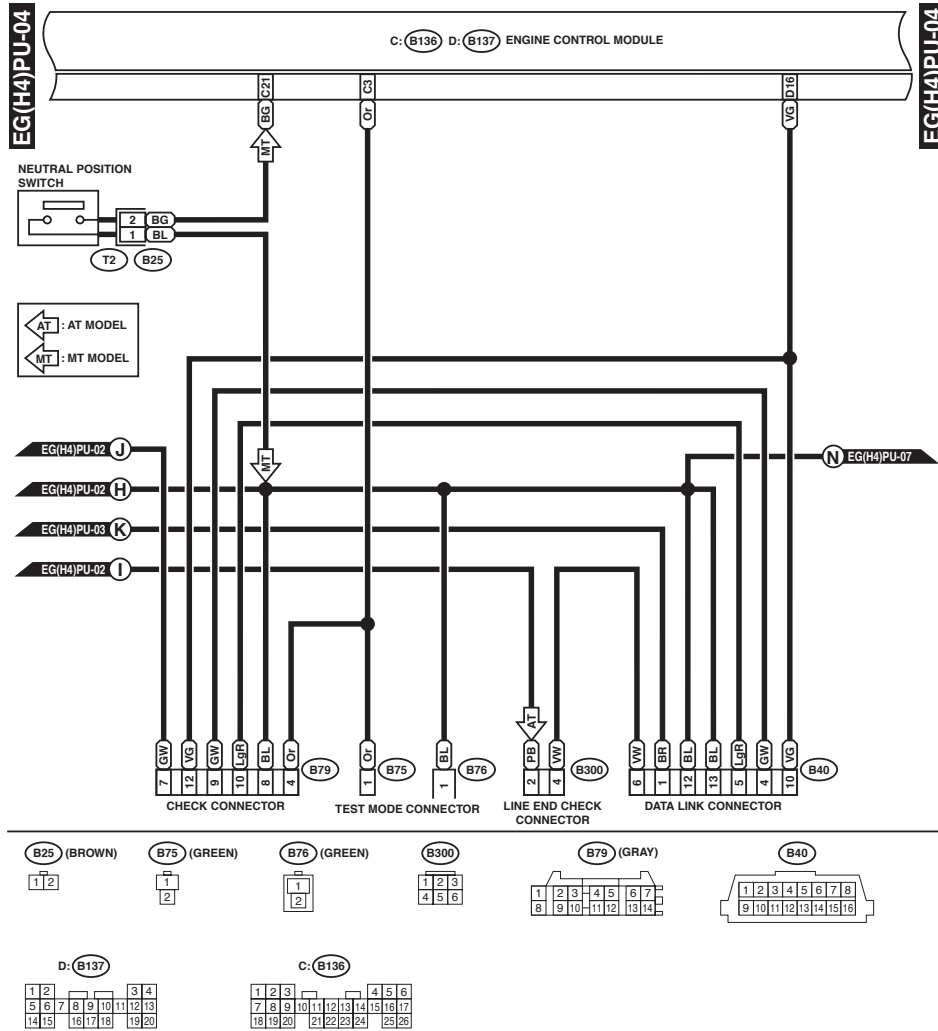 EG(H4)PU-04
C: B136 D: B137 ENGINE CONTROL MODULE
EG(H4)PU-04
C21 C3 D16
BG Or VG
MT
NEUTRAL POSITION
SWITCH
2 BG
1 BL
T2 B25
AT : AT MODEL
MT : MT MODEL
EG(H4)PU-02 J
MT
N EG(H4)PU-07
EG(H4)PU-02 H
EG(H4)PU-03 K
EG(H4)PU-02 I
AT
GW VG GW LgR BL Or B79 Or B75 BL B76 PB VW B300 VW BR BL BL LgR GW VG B40
7 12 9 10 8 4 1 1 2 4 6 1 12 13 5 4 10
CHECK CONNECTOR
TEST MODE CONNECTOR
LINE END CHECK
CONNECTOR
DATA LINK CONNECTOR
B25 (BROWN) B75 (GREEN) B76 (GREEN) B300 B79 (GRAY) B40
1 2
1
2
1
2
1 2 3
4 5 6
1 2 3 4 5 6 7
8 9 10 11 12 13 14
1 2 3 4 5 6 7 8
9 10 11 12 13 14 15 16
D: B137
1 2 3 4
5 6 7 8 9 10 11 12 13
14 15 16 17 18 19 20
C: B136
1 2 3 4 5 6
7 8 9 10 11 12 13 14 15 16 17
18 19 20 21 22 23 24 25 26